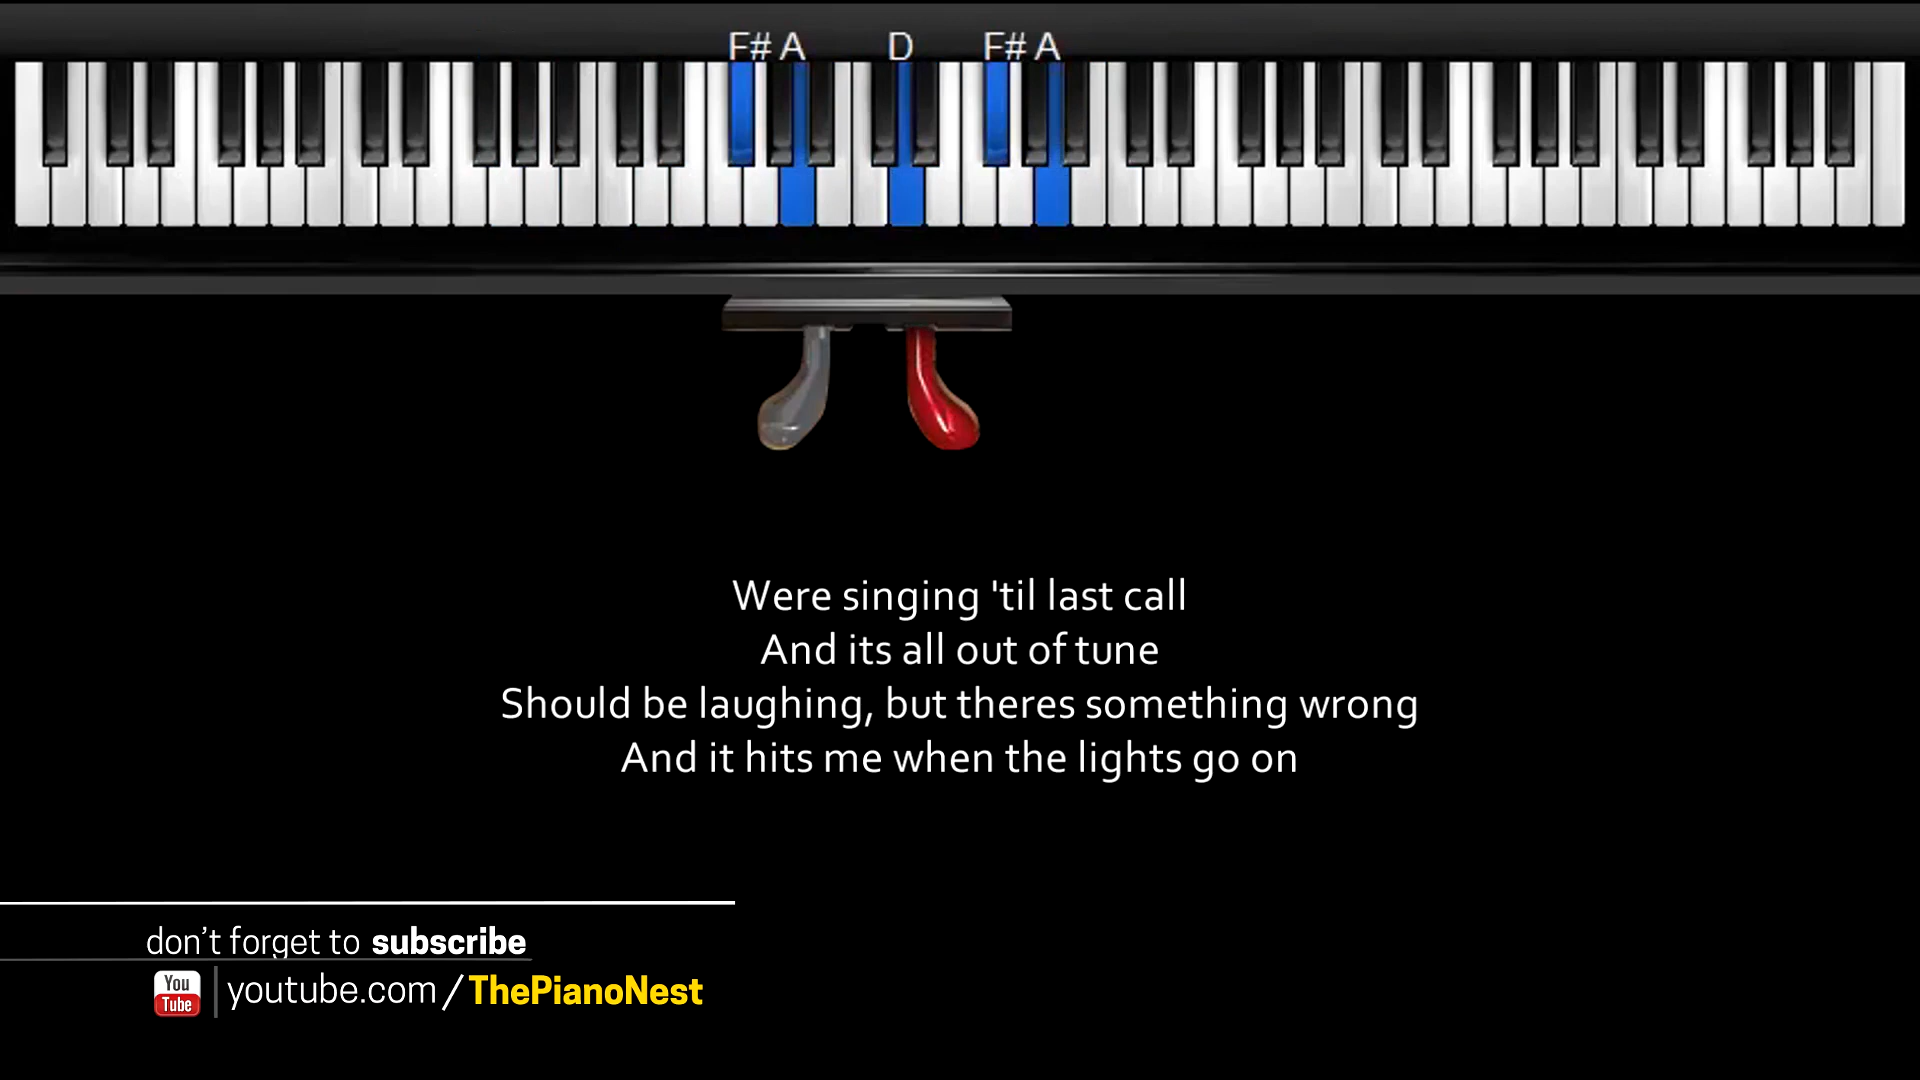 F# A D F# A
Were singing 'til last call
And its all out of tune
Should be laughing, but theres something wrong
And it hits me when the lights go on
don't forget to subscribe
You
Tube
youtube.com/ThePianoNest